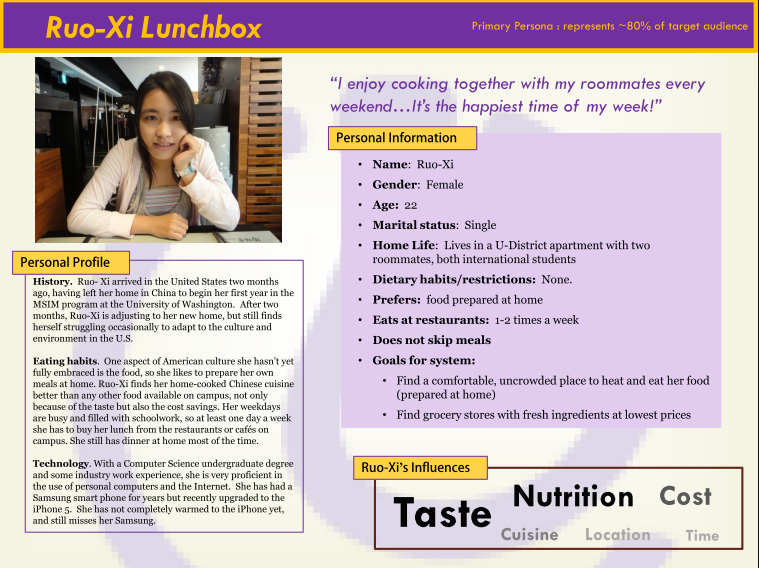 Ruo-Xi Lunchbox
Primary Persona : represents ~80% of target audience
“I enjoy cooking together with my roommates every
weekend…It’s the happiest time of my week!”
Personal Information
• Name: Ruo-Xi
• Gender: Female
• Age: 22
• Marital status: Single
• Home Life: Lives in a U-District apartment with two
roommates, both international students
• Dietary habits/restrictions: None.
• Prefers: food prepared at home
• Eats at restaurants: 1-2 times a week
• Does not skip meals
• Goals for system:
• Find a comfortable, uncrowded place to heat and eat her food
(prepared at home)
• Find grocery stores with fresh ingredients at lowest prices
Personal Profile
History. Ruo- Xi arrived in the United States two months
ago, having left her home in China to begin her first year in the
MSIM program at the University of Washington. After two
months, Ruo-Xi is adjusting to her new home, but still finds
herself struggling occasionally to adapt to the culture and
environment in the U.S.
Eating habits. One aspect of American culture she hasn’t yet
fully embraced is the food, so she likes to prepare her own
meals at home. Ruo-Xi finds her home-cooked Chinese cuisine
better than any other food available on campus, not only
because of the taste but also the cost savings. Her weekdays
are busy and filled with schoolwork, so at least one day a week
she has to buy her lunch from the restaurants or cafés on
campus. She still has dinner at home most of the time.
Technology. With a Computer Science undergraduate degree
and some industry work experience, she is very proficient in
the use of personal computers and the Internet. She has had a
Samsung smart phone for years but recently upgraded to the
iPhone 5. She has not completely warmed to the iPhone yet,
and still misses her Samsung.
Ruo-Xi’s Influences
Taste
Nutrition
Cost
Cuisine
Location
Time